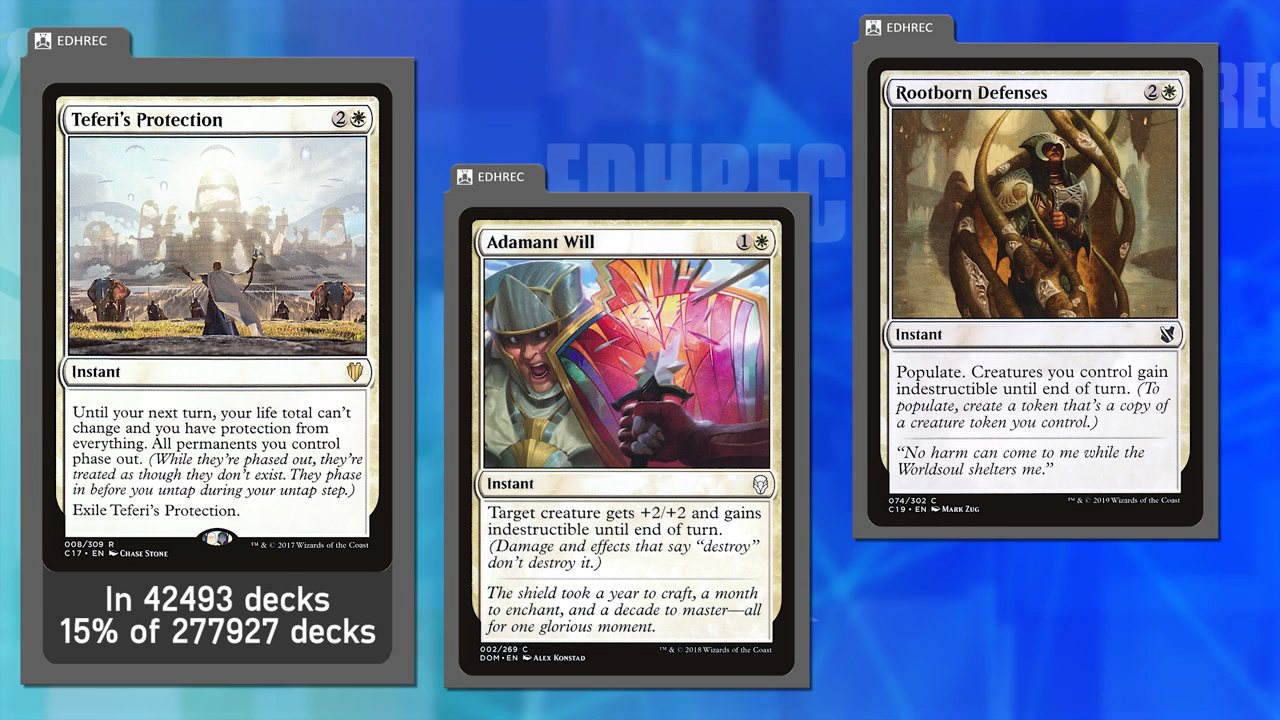 EDHREC
Teferi's Protection 2
Instant
Until your next turn, your life total can't
change and you have protection from
everything. All permanents you control
phase out. (While they're phased out, they're
treated as though they don't exist. They phase
in before you untap during your untap step.)
Exile Teferi's Protection.
008/309 R
C17 • EN Chase Stone
™ & © 2017 Wizards of the Coast
In 42493 decks
15% of 277927 decks
EDHREC
Adamant Will 1
Instant
Target creature gets +2/+2 and gains
indestructible until end of turn.
(Damage and effects that say "destroy"
don't destroy it.)
The shield took a year to craft, a month
to enchant, and a decade to master—all
for one glorious moment.
002/269 C
DOM • EN Alex Konstad
™ & © 2018 Wizards of the Coast
EDHREC
Rootborn Defenses 2
Instant
Populate. Creatures you control gain
indestructible until end of turn. (To
populate, create a token that's a copy of
a creature token you control.)
"No harm can come to me while the
Worldsoul shelters me."
074/302 C
C19 • EN Mark Zug
™ & © 2019 Wizards of the Coast
EDHREC
REC